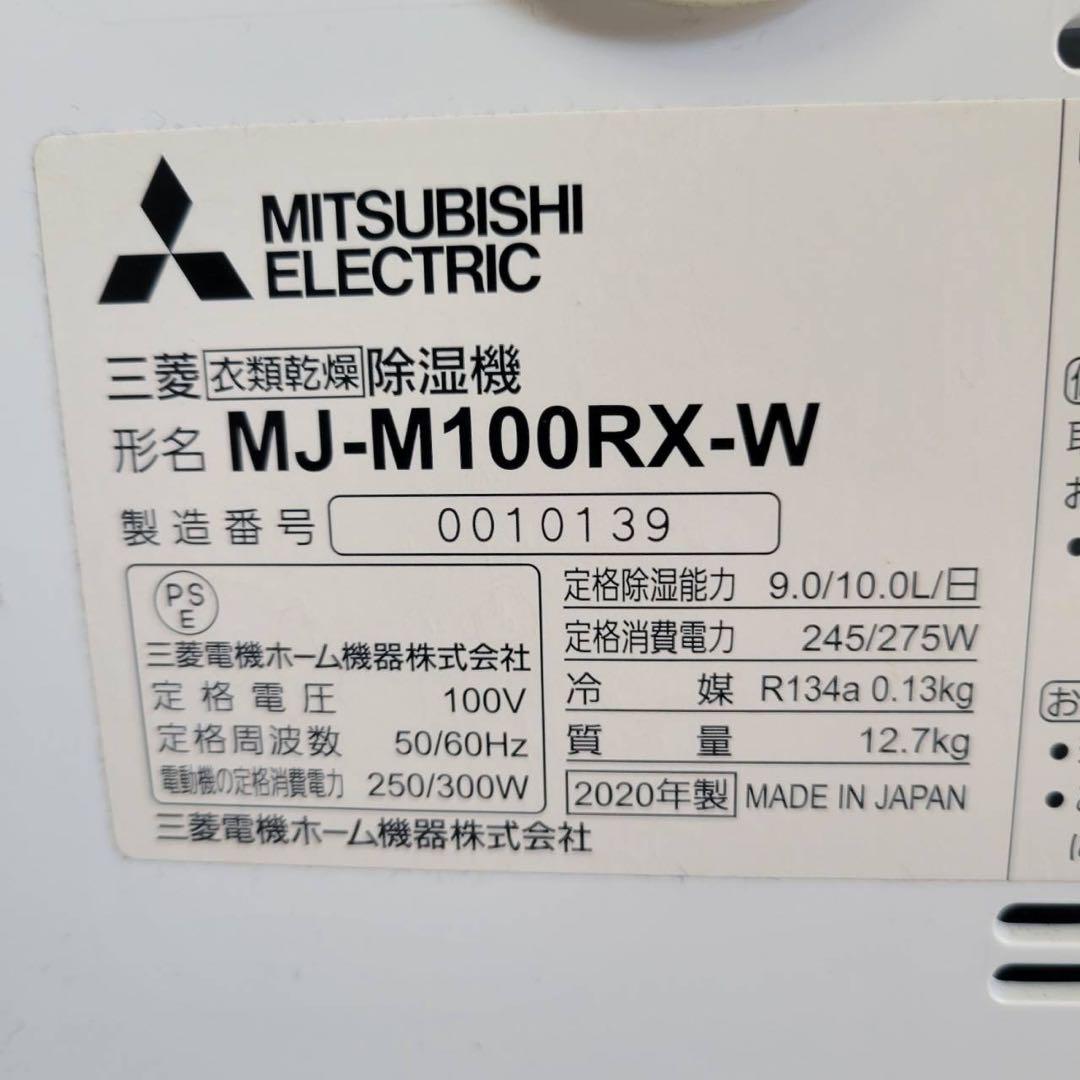 MITSUBISHI
ELECTRIC
三菱 衣類乾燥 除湿機
形名 MJ-M100RX-W
製造番号 0010139
PS
E
三菱電機ホーム機器株式会社
定格電圧 100V
定格周波数 50/60Hz
電動機の定格消費電力 250/300W
定格除湿能力 9.0/10.0L/日
定格消費電力 245/275W
冷媒 R134a 0.13kg
質量 12.7kg
2020年製 MADE IN JAPAN
三菱電機ホーム機器株式会社
お
お